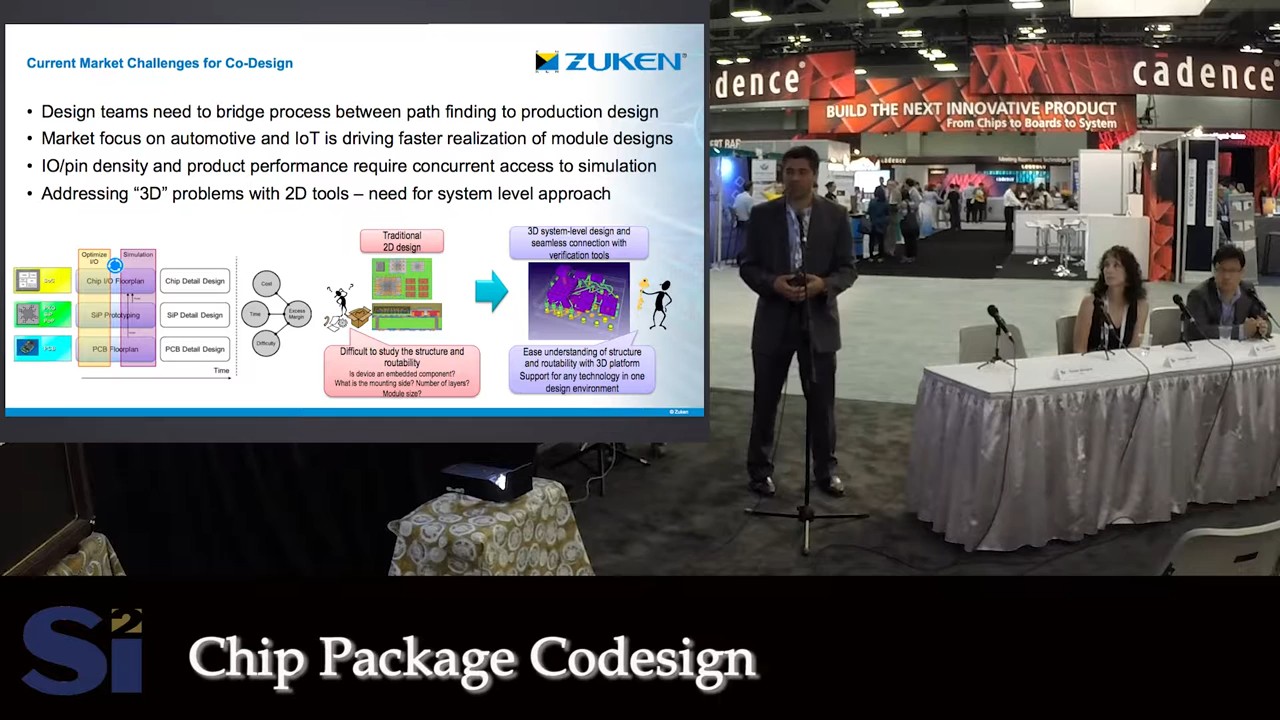 Current Market Challenges for Co-Design
ZUKEN®
• Design teams need to bridge process between path finding to production design
• Market focus on automotive and IoT is driving faster realization of module designs
• IO/pin density and product performance require concurrent access to simulation
• Addressing “3D” problems with 2D tools – need for system level approach
Optimize
I/O
Simulation
Chip I/O Floorplan
Chip Detail Design
SiP Prototyping
SiP Detail Design
PCB
PCB Floorplan
PCB Detail Design
Time
Cost
Time
Excess
Margin
Difficulty
Traditional
2D design
3D system-level design and
seamless connection with
verification tools
Difficult to study the structure and
routability
Is device an embedded component?
What is the mounting side? Number of layers?
Module size?
Ease understanding of structure
and routability with 3D platform
Support for any technology in one
design environment
© Zuken
dence®
cādence®
BUILD THE NEXT INNOVATIVE PRODUCT
From Chips to Boards to System
cādence
Si2
Chip Package Codesign